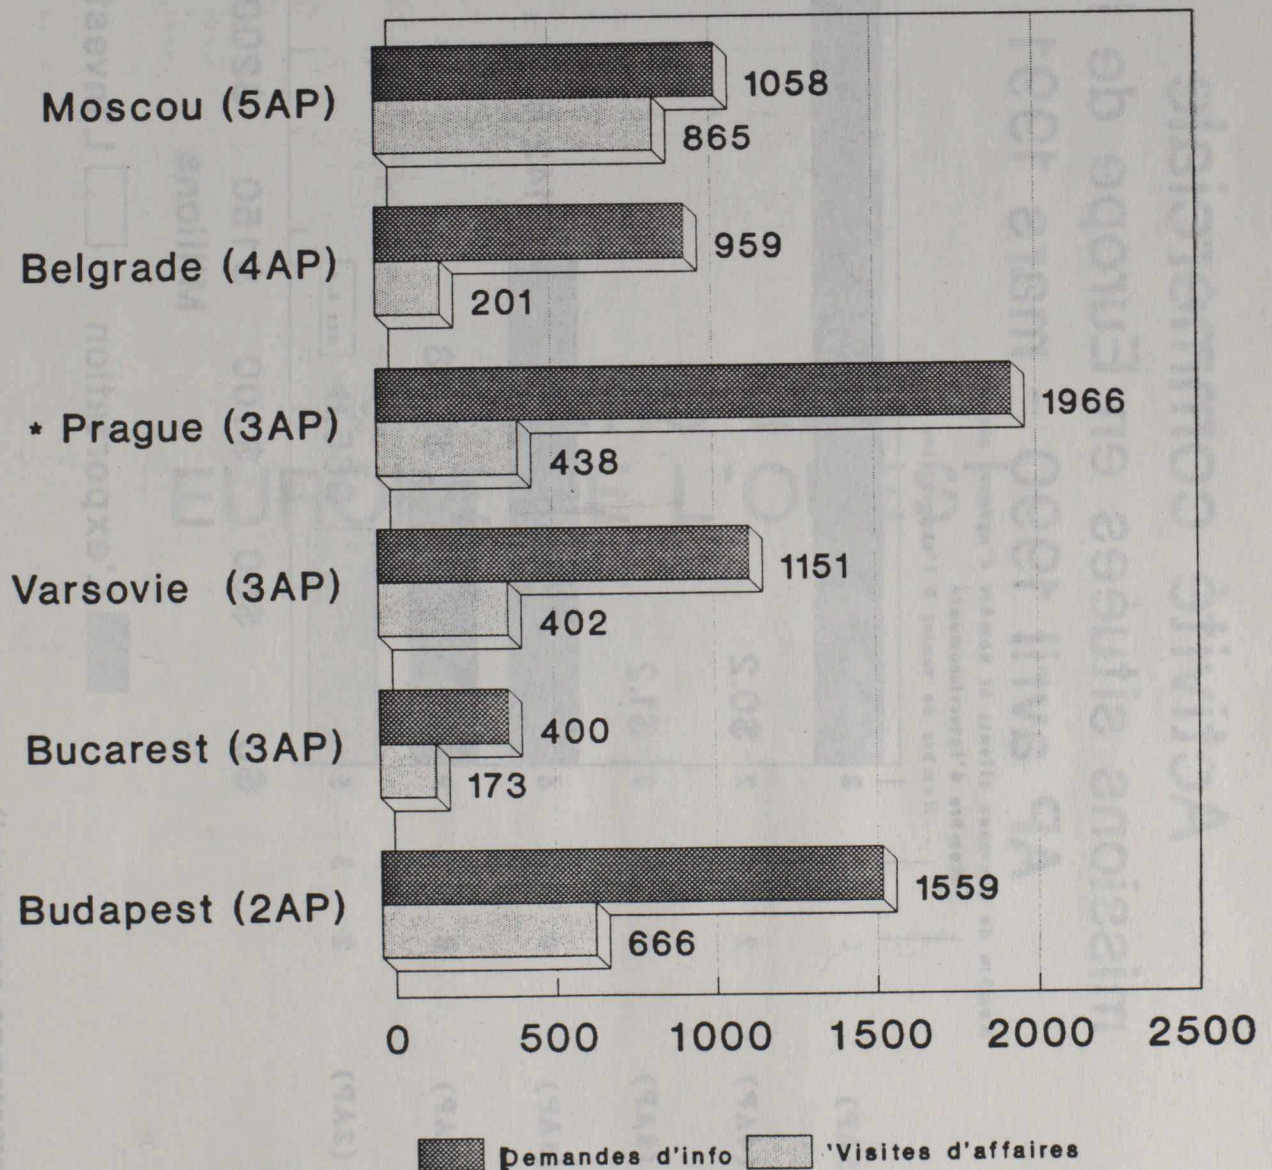 Moscou (5AP)
1058
865
Belgrade (4AP)
959
201
* Prague (3AP)
1966
438
Varsovie (3AP)
1151
402
Bucarest (3AP)
400
173
Budapest (2AP)
1559
666
0 500 1000 1500 2000 2500
Demandes d'info 'Visites d'affaires